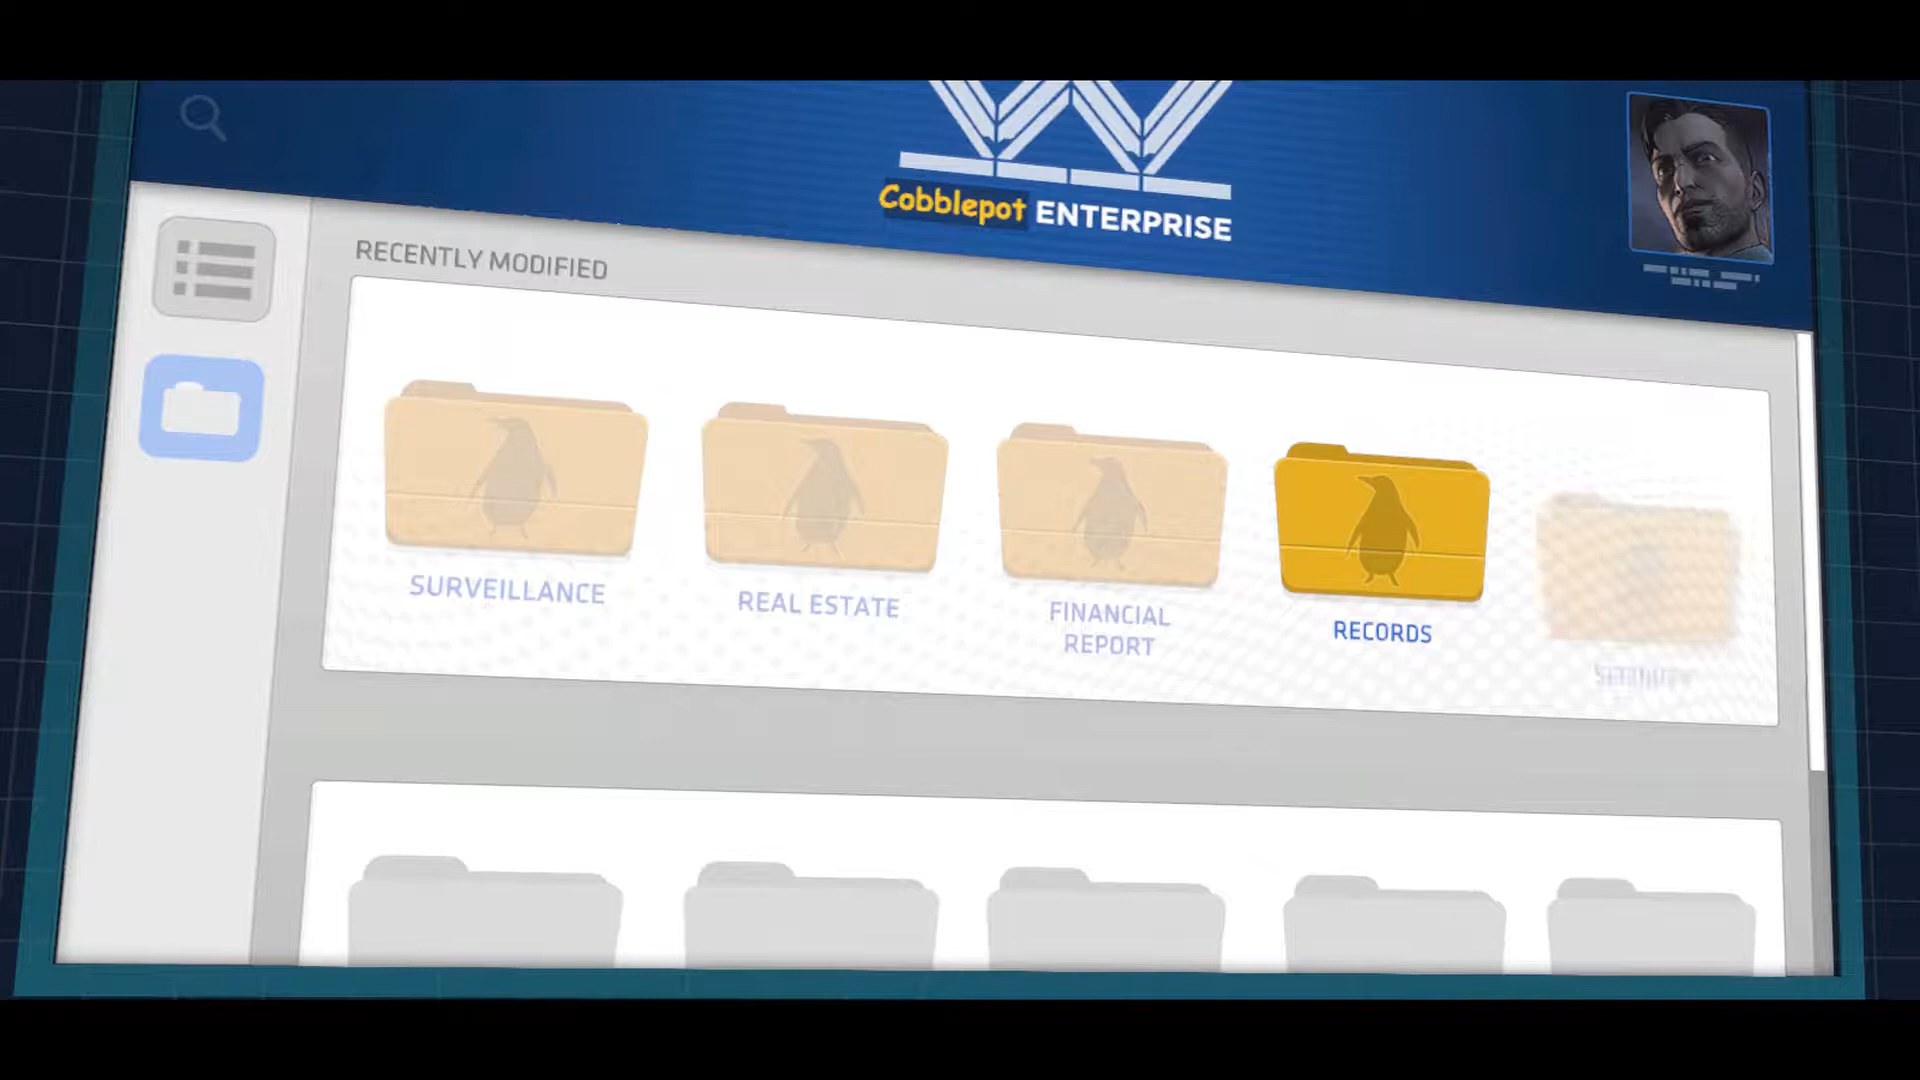 Cobblepot ENTERPRISE
RECENTLY MODIFIED
SURVEILLANCE
REAL ESTATE
FINANCIAL
REPORT
RECORDS